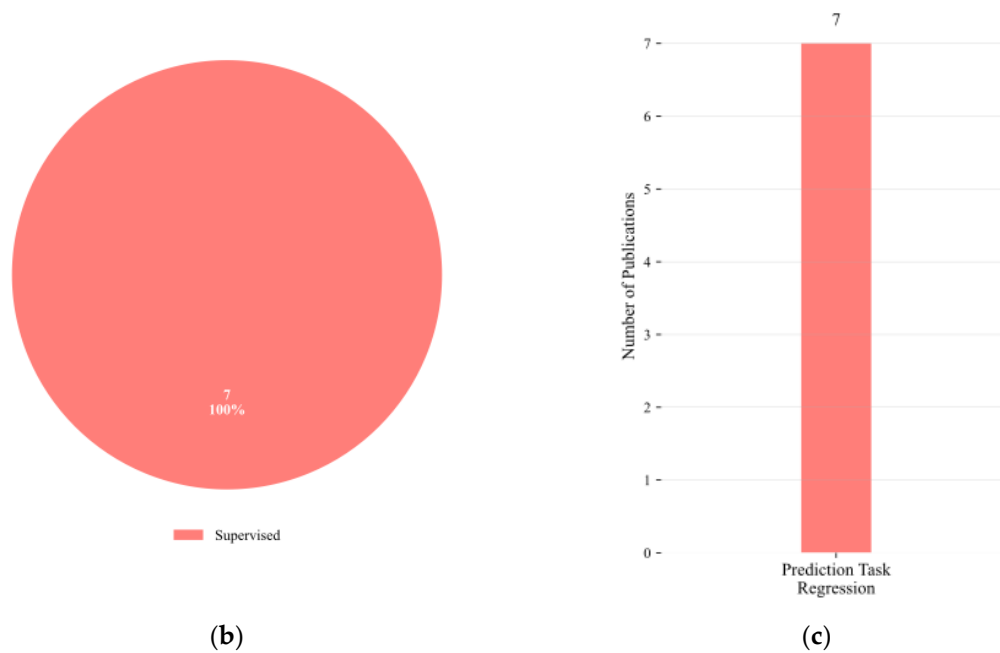 7
100%
Supervised
(b)
7
7
6
5
4
3
2
1
0
Number of Publications
Prediction Task
Regression
(c)